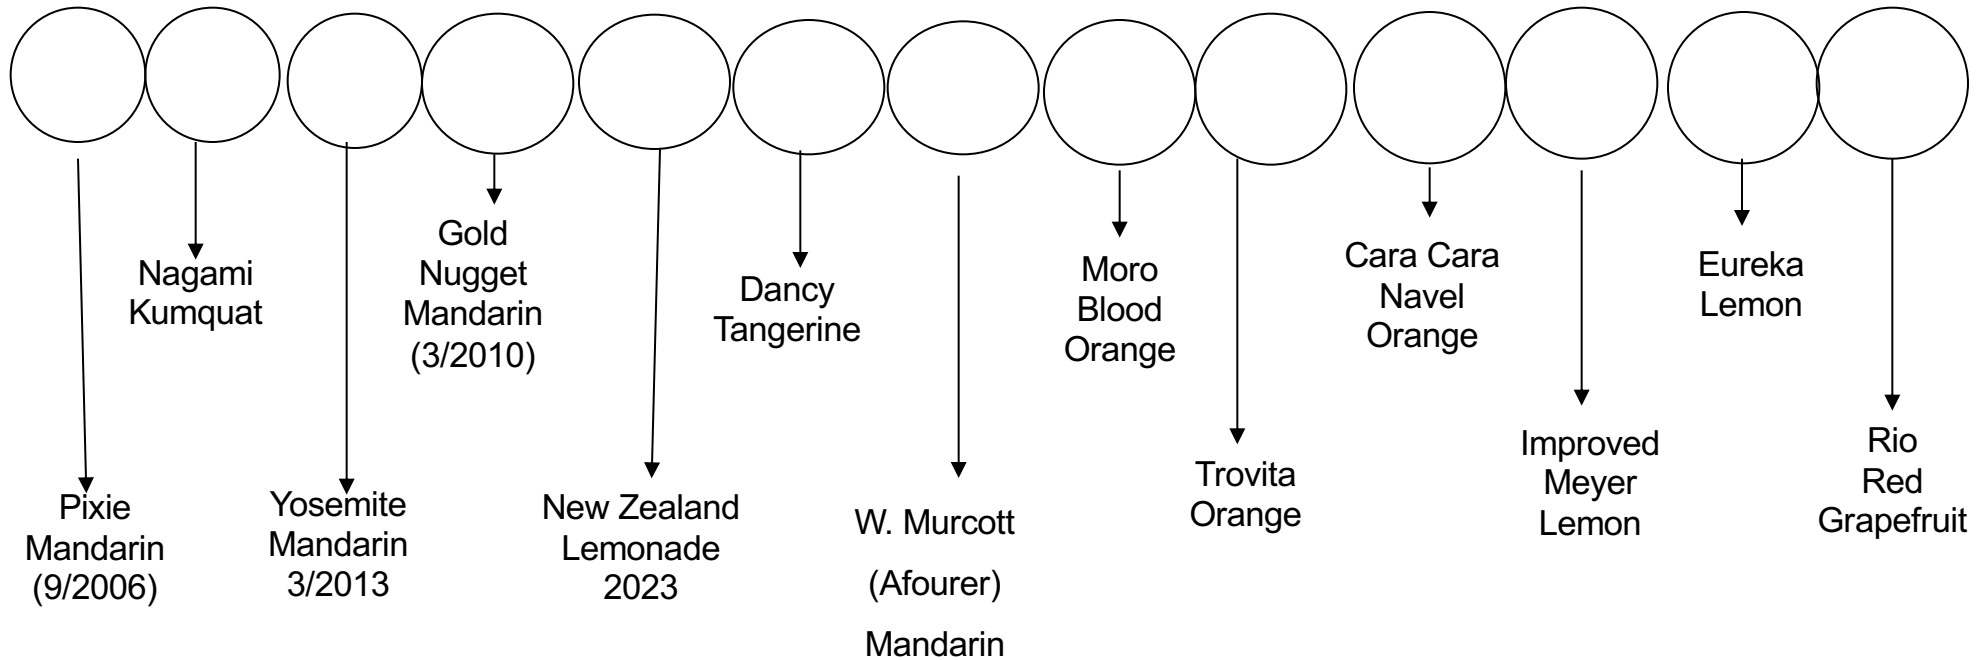 Pixie
Mandarin
(9/2006)
Nagami
Kumquat
Yosemite
Mandarin
3/2013
Gold
Nugget
Mandarin
(3/2010)
New Zealand
Lemonade
2023
Dancy
Tangerine
W. Murcott
(Afourer)
Mandarin
Moro
Blood
Orange
Trovita
Orange
Cara Cara
Navel
Orange
Improved
Meyer
Lemon
Eureka
Lemon
Rio
Red
Grapefruit